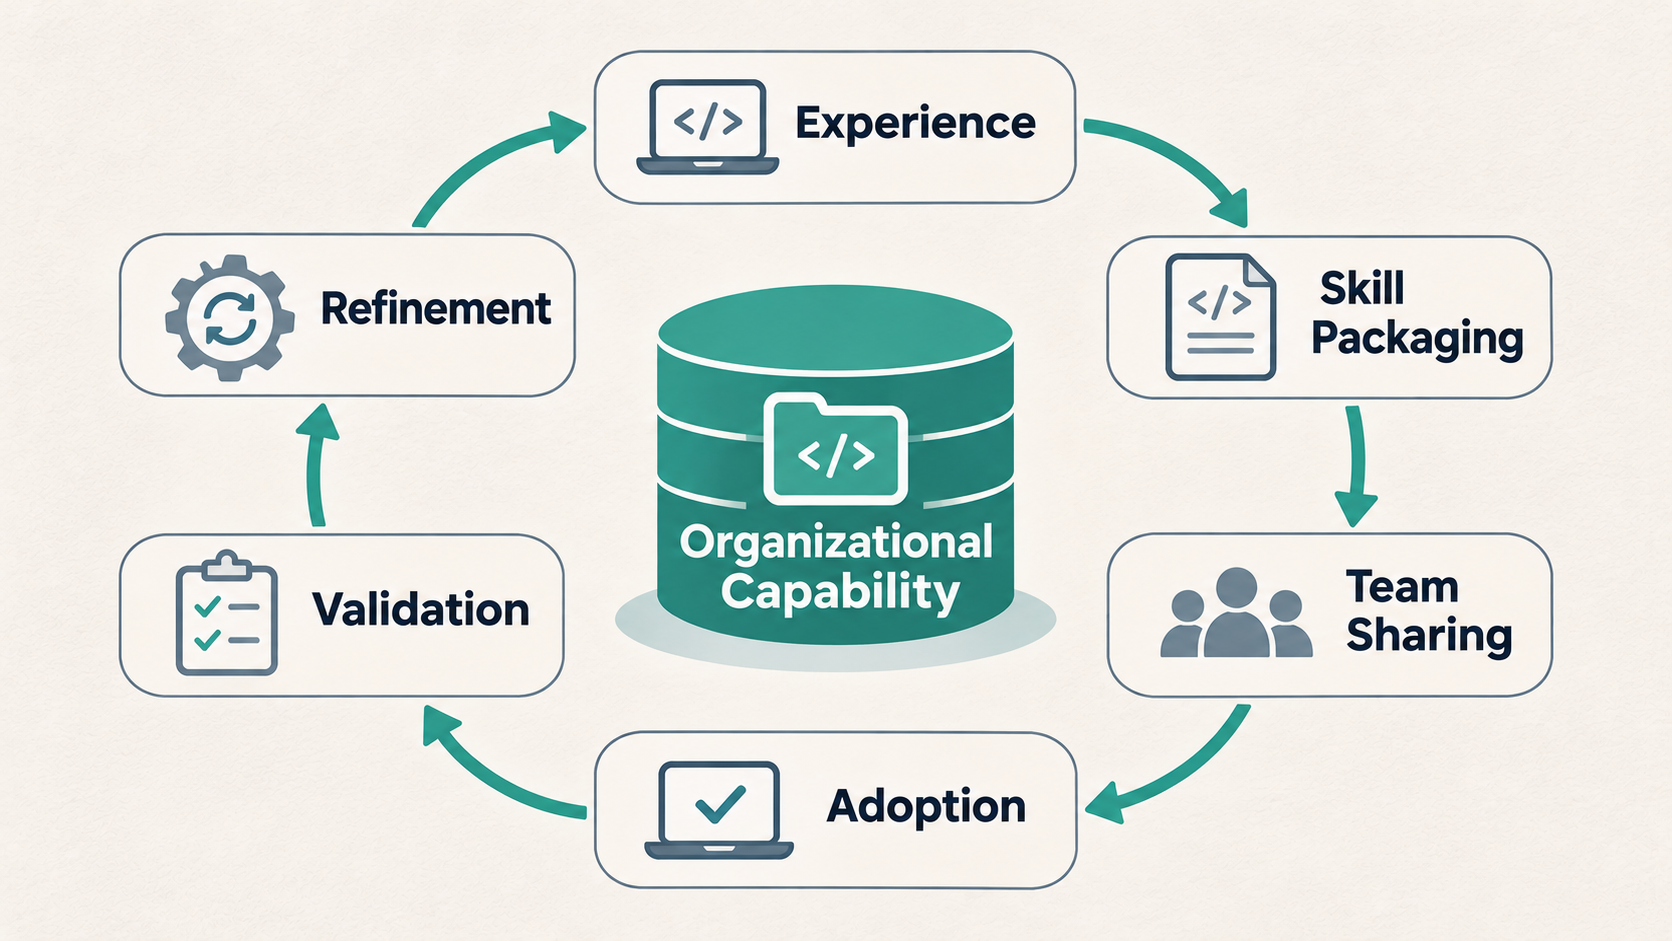 Experience
Skill
Packaging
Team
Sharing
Adoption
Validation
Refinement
Organizational
Capability